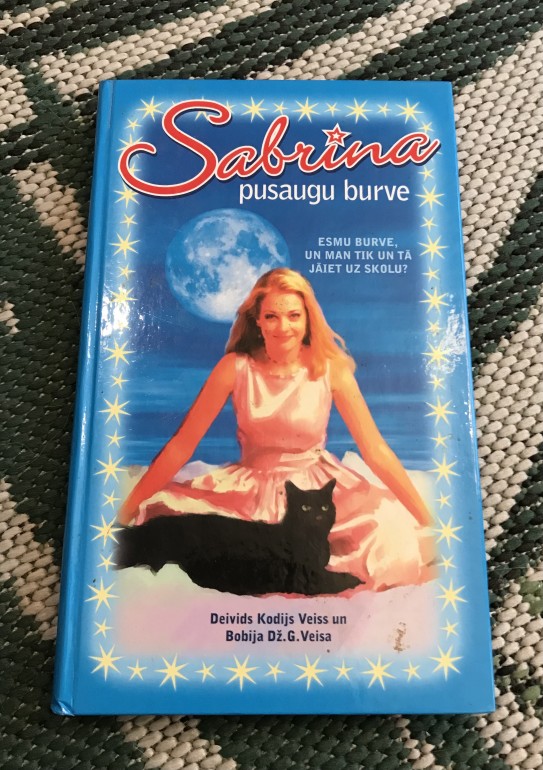 Sabrina
pusaugu burve
ESMU BURVE,
UN MAN TIK UN TĀ
JĀIET UZ SKOLU?
Deivids Kodijs Veiss un
Bobija Dž.G.Veisa